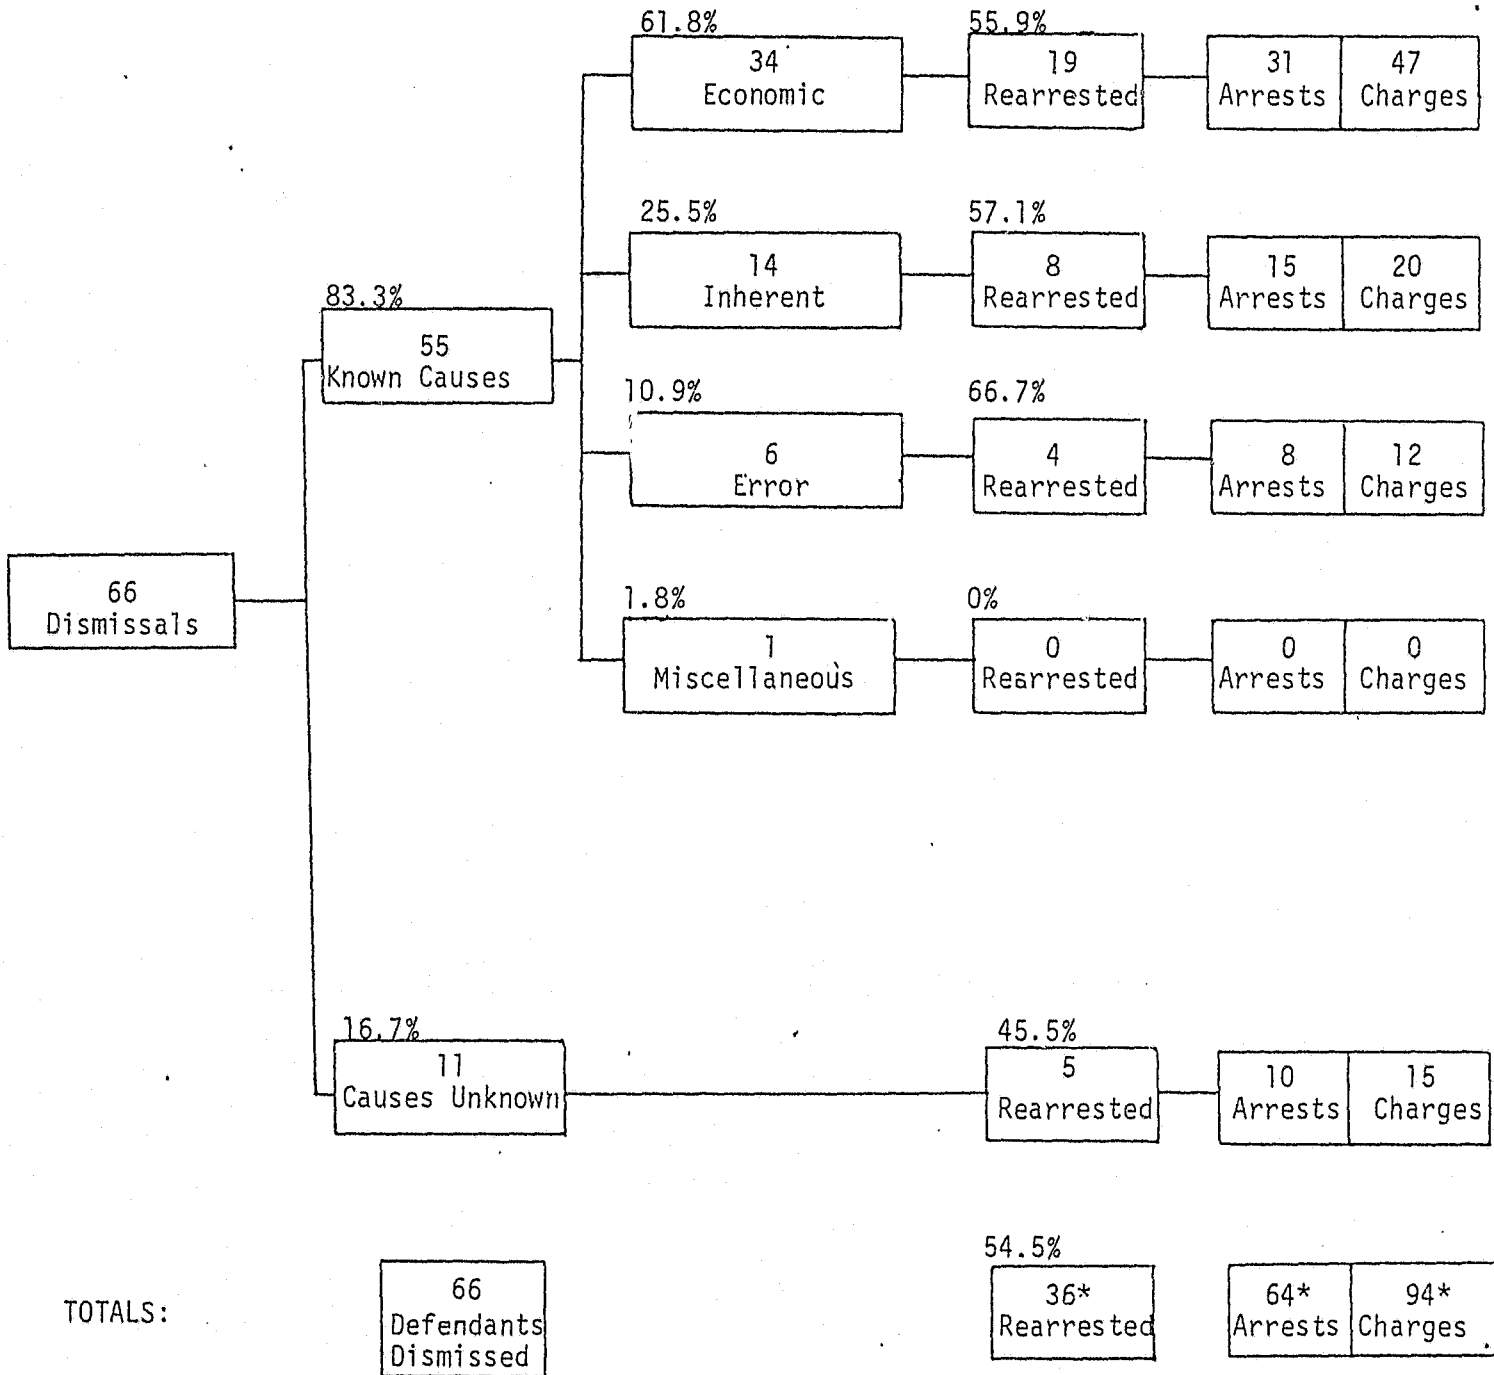 61.8%
55.9%
34
Economic
19
Rearrested
31
Arrests
47
Charges
25.5%
57.1%
14
Inherent
8
Rearrested
15
Arrests
20
Charges
83.3%
55
Known Causes
10.9%
66.7%
6
Error
4
Rearrested
8
Arrests
12
Charges
66
Dismissals
1.8%
0%
1
Miscellaneous
0
Rearrested
0
Arrests
0
Charges
16.7%
11
Causes Unknown
45.5%
5
Rearrested
10
Arrests
15
Charges
TOTALS:
66
Defendants
Dismissed
54.5%
36*
Rearrested
64*
Arrests
94*
Charges